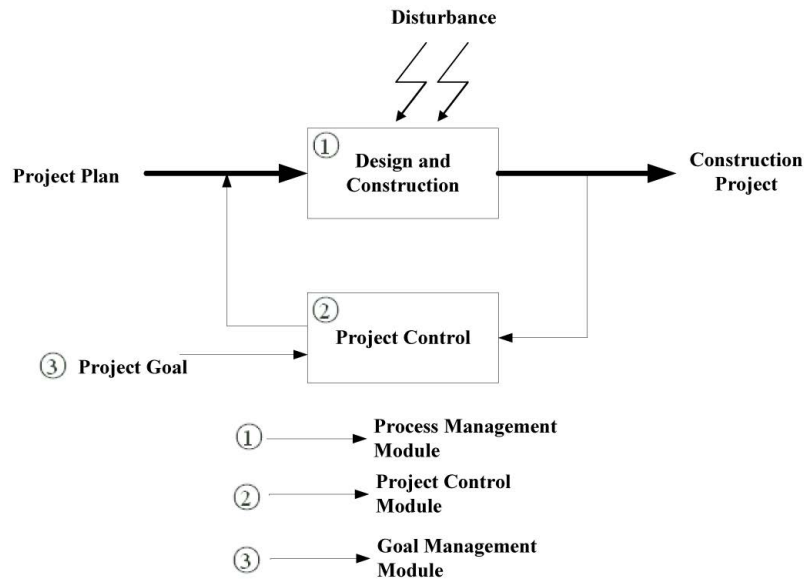 Disturbance
①
Design and
Construction
Project Plan
Construction
Project
②
Project Control
③ Project Goal
① Process Management
Module
② Project Control
Module
③ Goal Management
Module